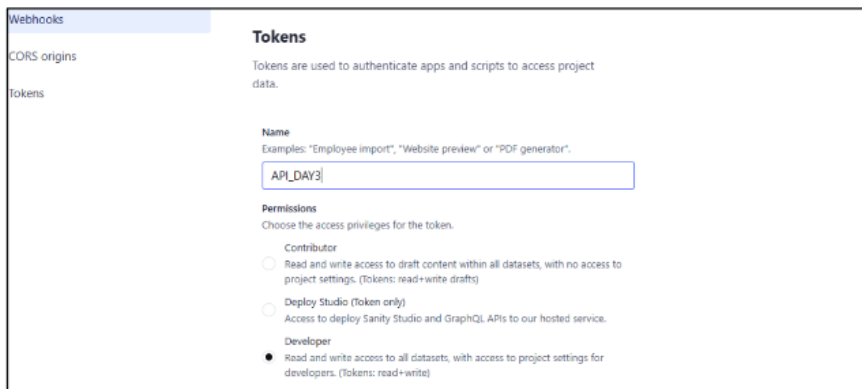 Webhooks
CORS origins
Tokens
Tokens
Tokens are used to authenticate apps and scripts to access project
data.
Name
Examples: "Employee import", "Website preview" or "PDF generator".
API_DAY3
Permissions
Choose the access privileges for the token.
Contributor
Read and write access to draft content within all datasets, with no access to
project settings. (Tokens: read+write drafts)
Deploy Studio (Token only)
Access to deploy Sanity Studio and GraphQL APIs to our hosted service.
Developer
Read and write access to all datasets, with access to project settings for
developers. (Tokens: read+write)